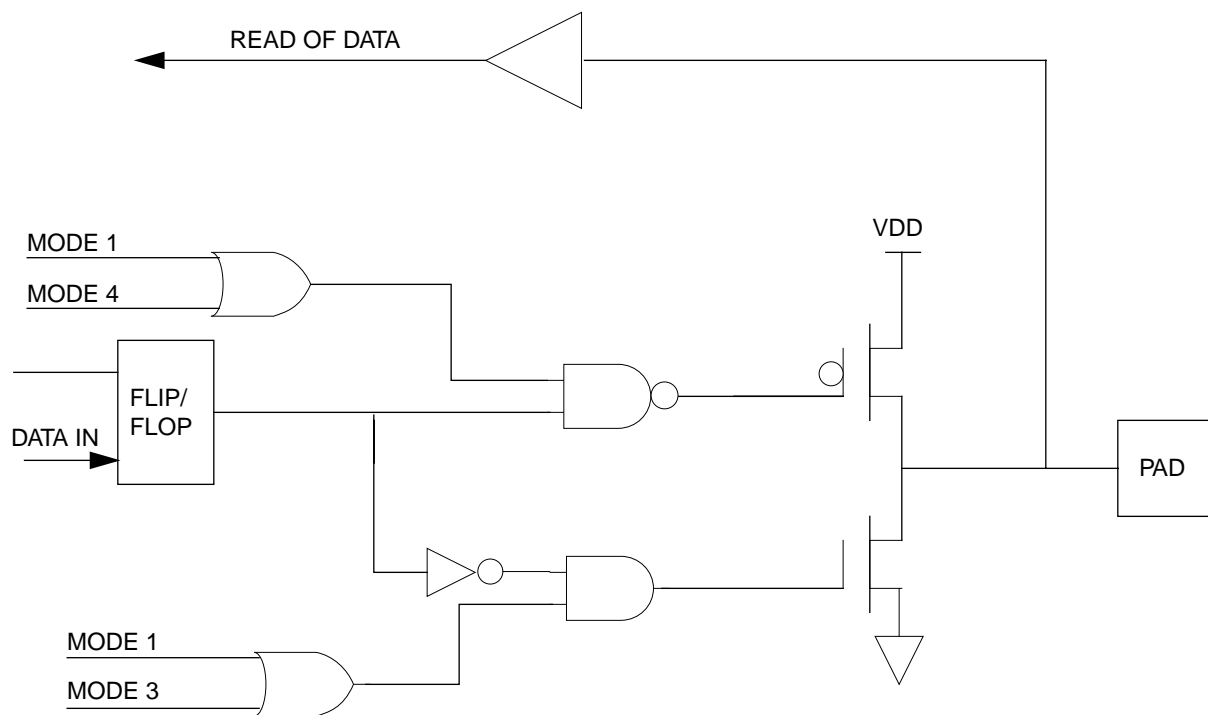 READ OF DATA
MODE 1
MODE 4
VDD
FLIP/
FLOP
DATA IN
PAD
MODE 1
MODE 3